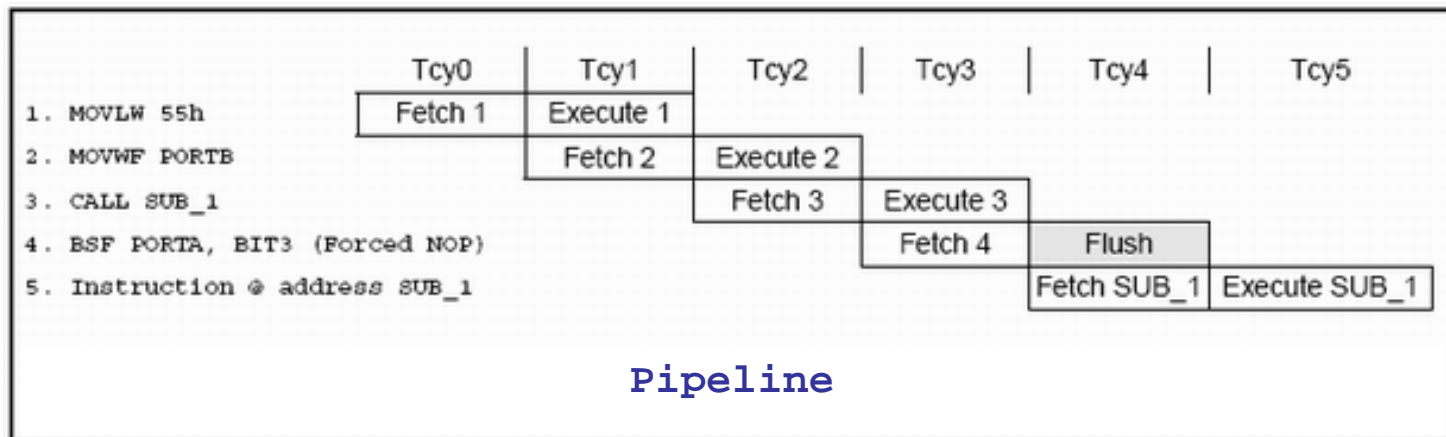 Tcy0 Tcy1 Tcy2 Tcy3 Tcy4 Tcy5
1. MOVLW 55h Fetch 1 Execute 1
2. MOVWF PORTB Fetch 2 Execute 2
3. CALL SUB_1 Fetch 3 Execute 3
4. BSF PORTA, BIT3 (Forced NOP) Fetch 4 Flush
5. Instruction @ address SUB_1 Fetch SUB_1 Execute SUB_1
Pipeline